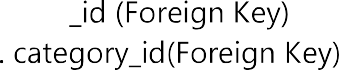 _id (Foreign Key)
. category_id(Foreign Key)